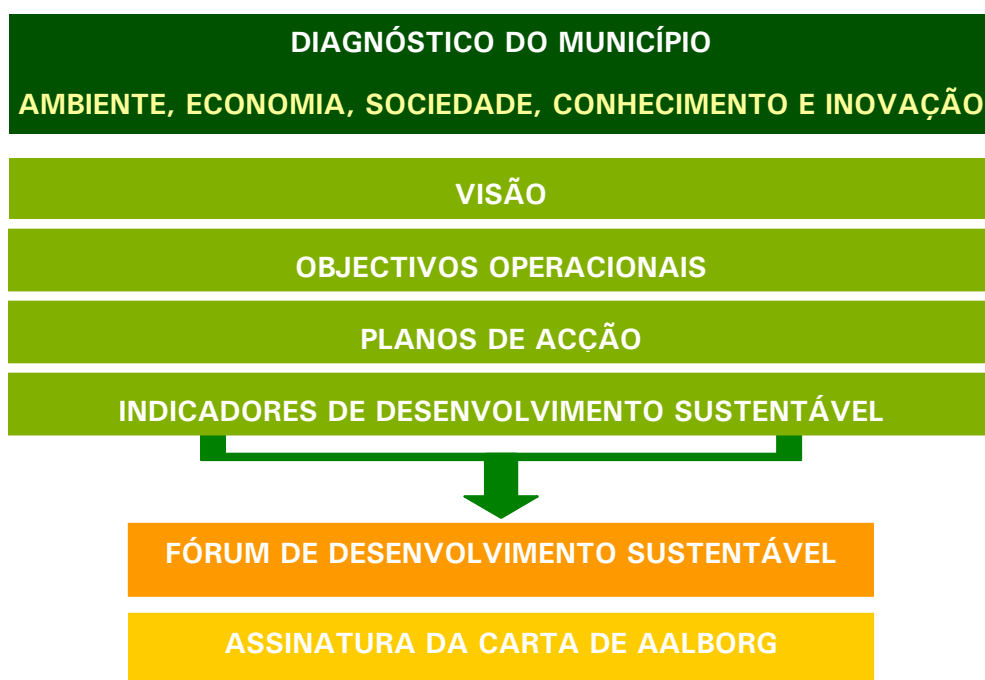 DIAGNÓSTICO DO MUNICÍPIO
AMBIENTE, ECONOMIA, SOCIEDADE, CONHECIMENTO E INOVAÇÃO
VISÃO
OBJECTIVOS OPERACIONAIS
PLANOS DE ACÇÃO
INDICADORES DE DESENVOLVIMENTO SUSTENTÁVEL
FÓRUM DE DESENVOLVIMENTO SUSTENTÁVEL
ASSINATURA DA CARTA DE AALBORG